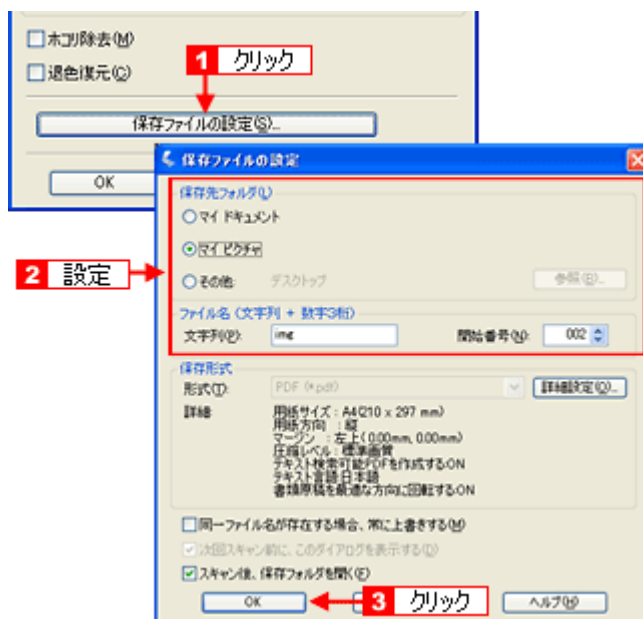 ホコリ除去(M)
退色復元(C)
1 クリック
保存ファイルの設定(S)...
OK
保存ファイルの設定
保存先フォルダ(L)
マイ ドキュメント
マイ ピクチャ
2 設定
その他: デスクトップ 参照(B)...
ファイル名 (文字列 + 数字3桁)
文字列(P): img 開始番号(N): 002
保存形式
形式(T): PDF (*.pdf) 詳細設定(O)...
詳細: 用紙サイズ : A4(210 x 297 mm)
用紙方向 : 縦
マージン : 左上(0.00mm, 0.00mm)
圧縮レベル : 標準画質
テキスト検索可能PDFを作成する:ON
テキスト言語:日本語
書類原稿を最適な方向に回転する:ON
同一ファイル名が存在する場合、常に上書きする(M)
次回スキャン前に、このダイアログを表示する(D)
スキャン後、保存フォルダを開く(E)
OK 3 クリック ヘルプ(H)